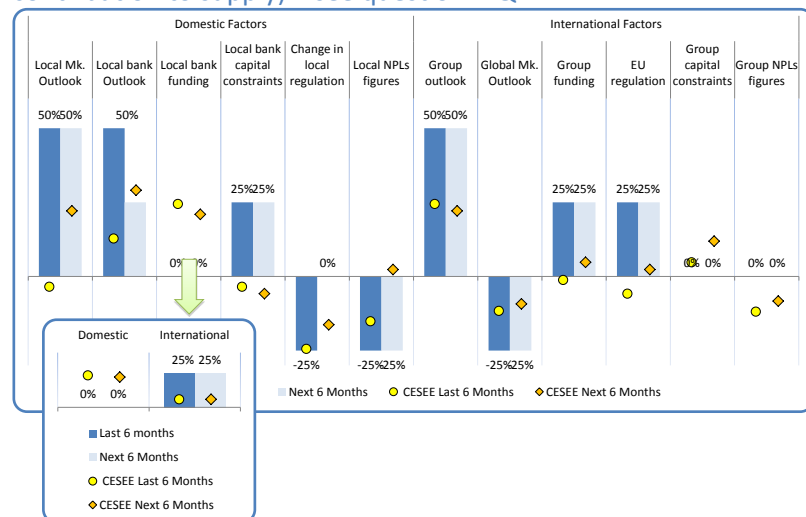 Domestic Factors International Factors
Local Mk. Outlook
Local bank Outlook
Local bank funding
Local bank capital constraints
Change in local regulation
Local NPLs figures
Group outlook
Global Mk. Outlook
Group funding
EU regulation
Group capital constraints
Group NPLs figures
50% 50% 50% 50% 50%
25% 25% 25% 25% 25% 25%
0% 0% 0% 0% 0% 0% 0%
-25% -25% -25% -25% -25%
Next 6 Months CESEE Last 6 Months CESEE Next 6 Months
Domestic International
25% 25%
0% 0%
Last 6 months
Next 6 Months
CESEE Last 6 Months
CESEE Next 6 Months